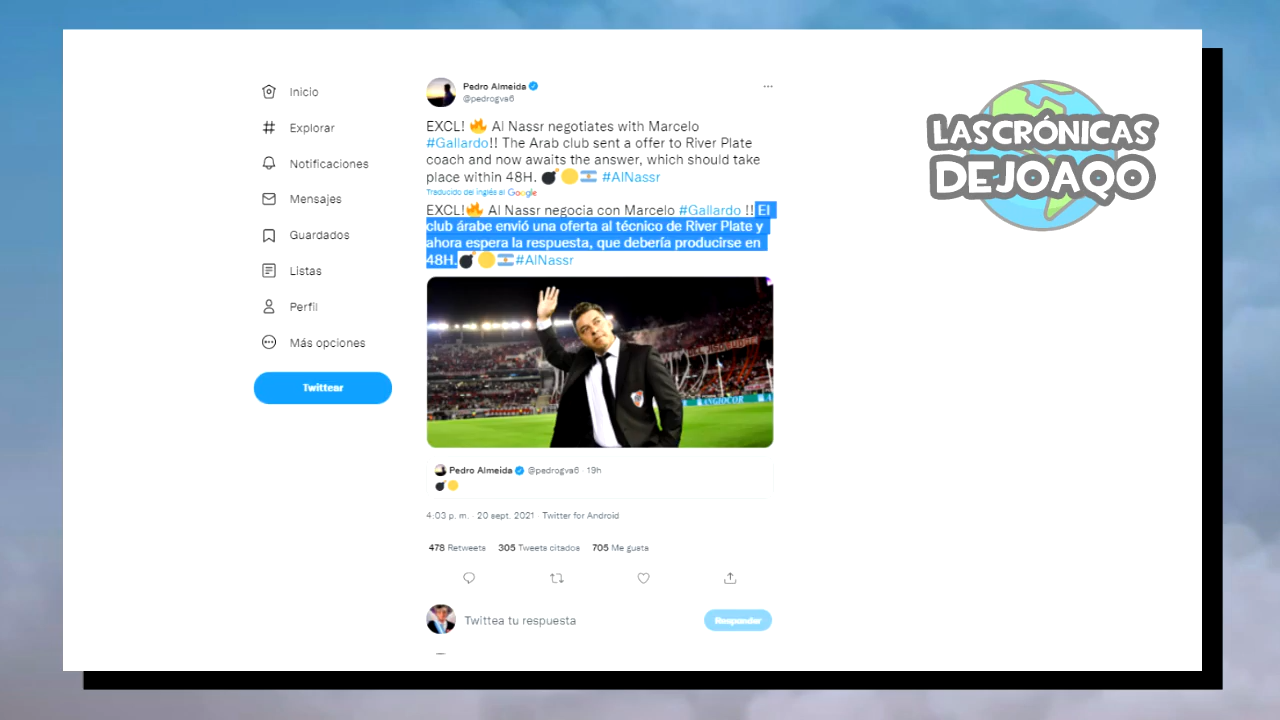 Inicio
Explorar
Notificaciones
Mensajes
Guardados
Listas
Perfil
Más opciones
Twittear
Pedro Almeida
@pedrogva6
EXCL! 🔥 Al Nassr negotiates with Marcelo
#Gallardo!! The Arab club sent a offer to River Plate
coach and now awaits the answer, which should take
place within 48H. 💣🟡🇦🇷 #AlNassr
Traducido del inglés al Google
EXCL!🔥 Al Nassr negocia con Marcelo #Gallardo !! El
club árabe envió una oferta al técnico de River Plate y
ahora espera la respuesta, que debería producirse en
48H.💣🟡🇦🇷#AlNassr
ANGIOCOR
Pedro Almeida @pedrogva6 · 19h
💣🟡
4:03 p. m. · 20 sept. 2021 · Twitter for Android
478 Retweets 305 Tweets citados 705 Me gusta
Twittea tu respuesta
Responder
LAS CRÓNICAS
DE JOAQO